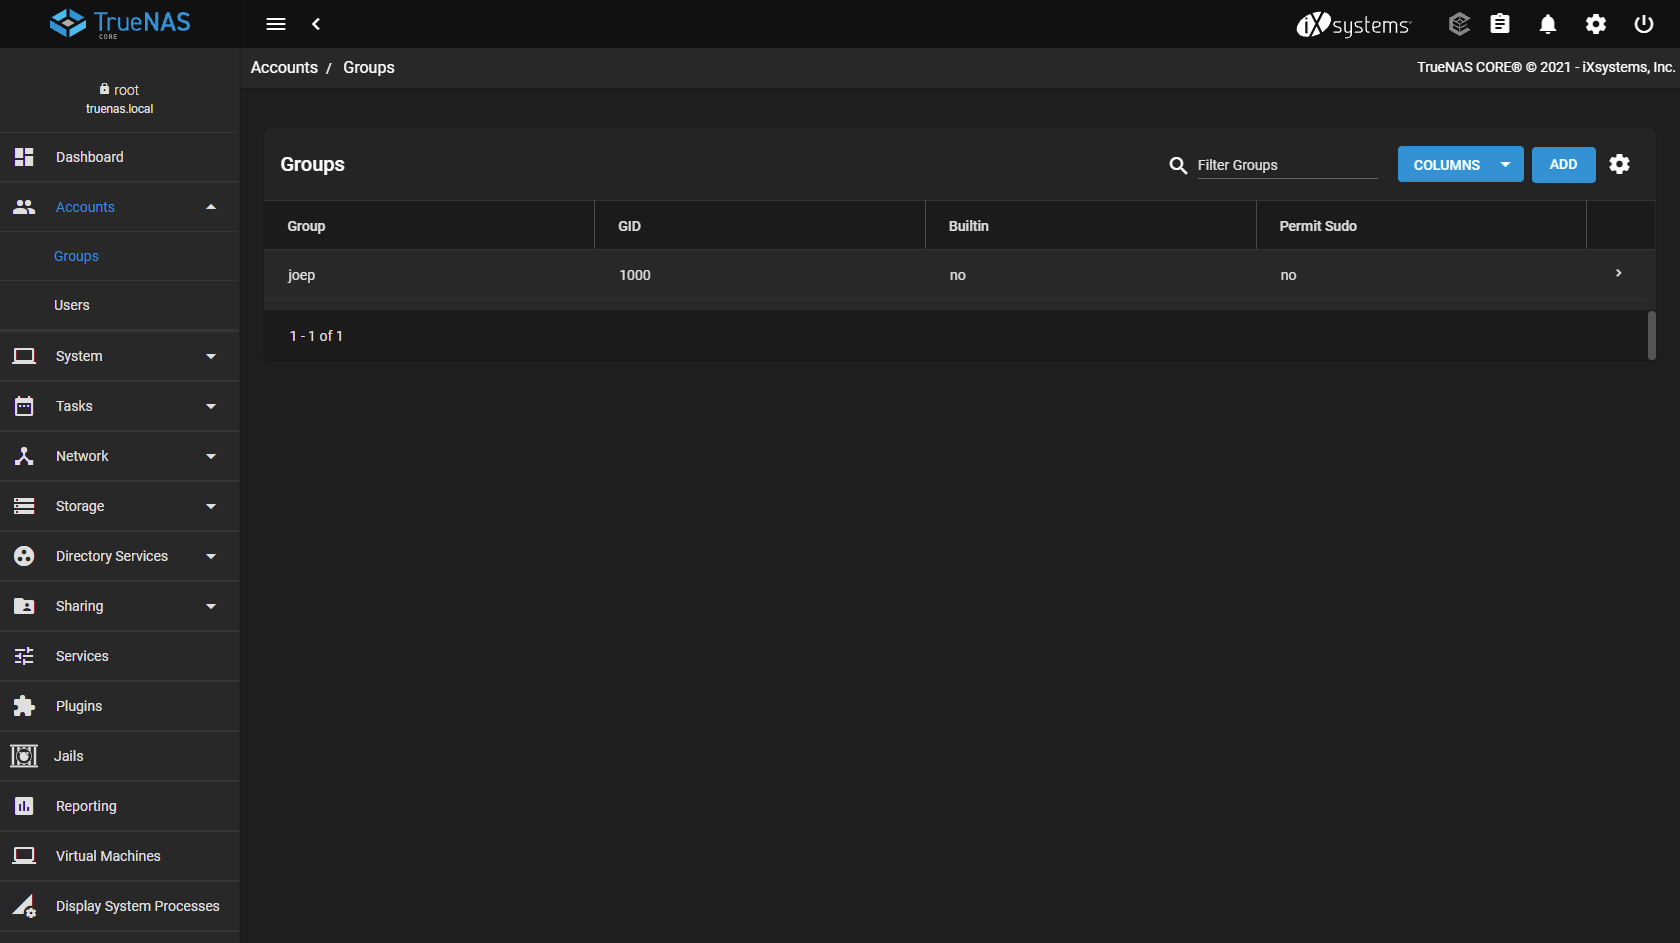 TrueNAS
CORE
iXsystems
root
truenas.local
Accounts / Groups
TrueNAS CORE® © 2021 - iXsystems, Inc.
Dashboard
Accounts
Groups
Users
System
Tasks
Network
Storage
Directory Services
Sharing
Services
Plugins
Jails
Reporting
Virtual Machines
Display System Processes
Groups
Filter Groups
COLUMNS
ADD
Group GID Builtin Permit Sudo
joep 1000 no no
1 - 1 of 1